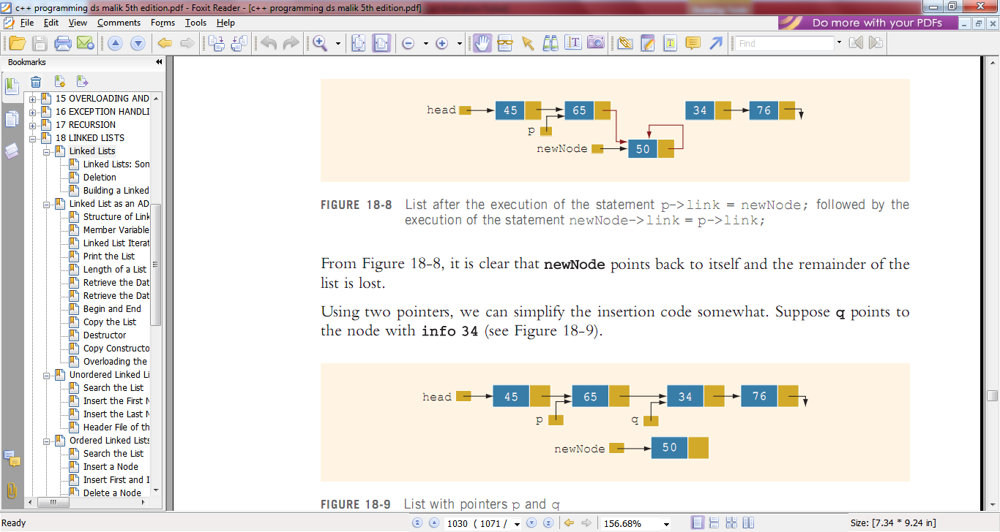 c++ programming ds malik 5th edition.pdf - Foxit Reader - [c++ programming ds malik 5th edition.pdf]
File Edit View Comments Forms Tools Help
Do more with your PDFs
Find
Bookmarks
15 OVERLOADING AND
16 EXCEPTION HANDLI
17 RECURSION
18 LINKED LISTS
Linked Lists
Linked Lists: Son
Deletion
Building a Linked
Linked List as an AD
Structure of Link
Member Variable
Linked List Iterat
Print the List
Length of a List
Retrieve the Dat
Retrieve the Dat
Begin and End
Copy the List
Destructor
Copy Constructo
Overloading the
Unordered Linked Li
Search the List
Insert the First N
Insert the Last N
Header File of th
Ordered Linked Lists
Search the List
Insert a Node
Insert First and I
Delete a Node
head 45 65 34 76
p
newNode 50
FIGURE 18-8 List after the execution of the statement p->link = newNode; followed by the
execution of the statement newNode->link = p->link;
From Figure 18-8, it is clear that newNode points back to itself and the remainder of the
list is lost.
Using two pointers, we can simplify the insertion code somewhat. Suppose q points to
the node with info 34 (see Figure 18-9).
head 45 65 34 76
p q
newNode 50
FIGURE 18-9 List with pointers p and q
Ready
1030 ( 1071 /
156.68%
Size: [7.34 * 9.24 in]